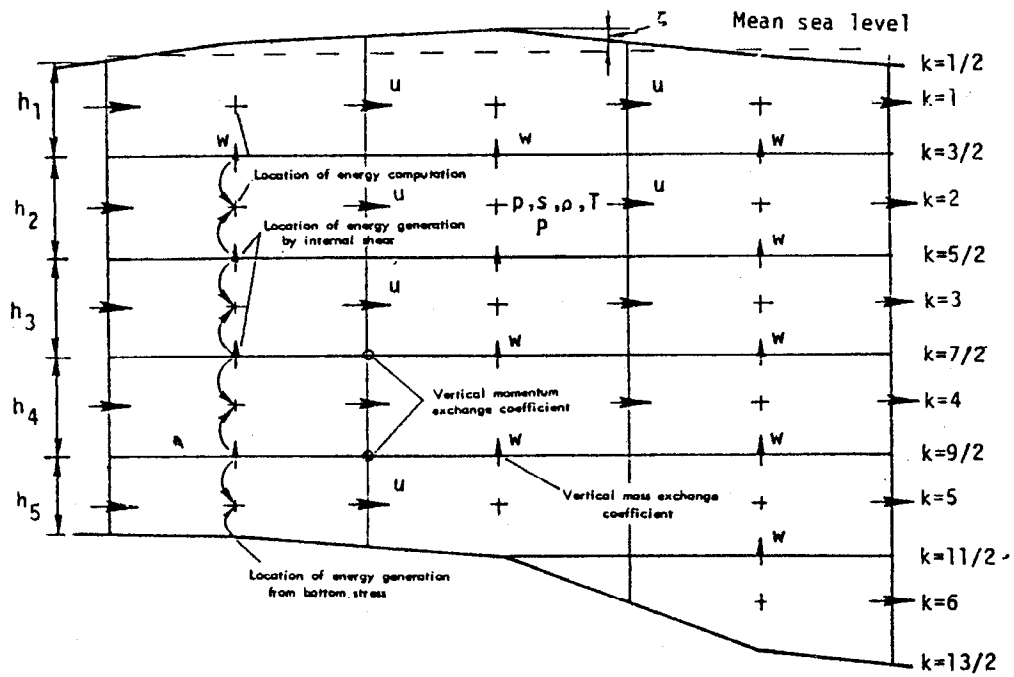 ζ Mean sea level
k=1/2
h1 u u k=1
w w k=3/2
Location of energy computation
h2 u p,s,ρ,T u k=2
p
Location of energy generation
by internal shear
w k=5/2
h3 u k=3
w w k=7/2
Vertical momentum
exchange coefficient
h4 k=4
w w k=9/2
h5 u k=5
Vertical mass exchange
coefficient
w k=11/2
Location of energy generation
from bottom stress
k=6
k=13/2